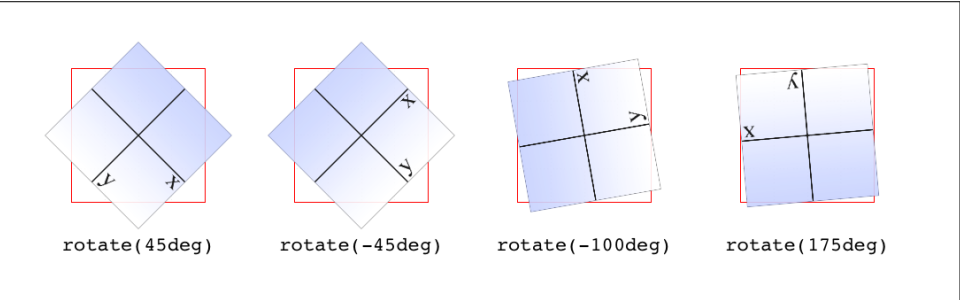 x y
x y
x y
x y
rotate(45deg) rotate(-45deg) rotate(-100deg) rotate(175deg)